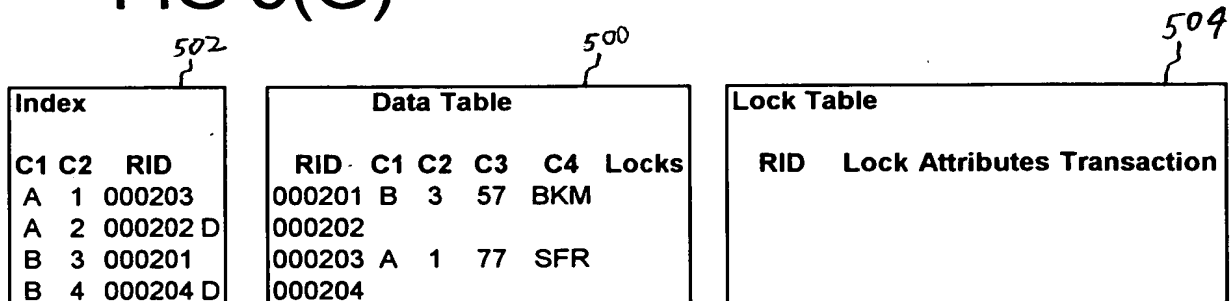 502
500
504
Index
C1 C2 RID
A 1 000203
A 2 000202 D
B 3 000201
B 4 000204 D
Data Table
RID C1 C2 C3 C4 Locks
000201 B 3 57 BKM
000202
000203 A 1 77 SFR
000204
Lock Table
RID Lock Attributes Transaction